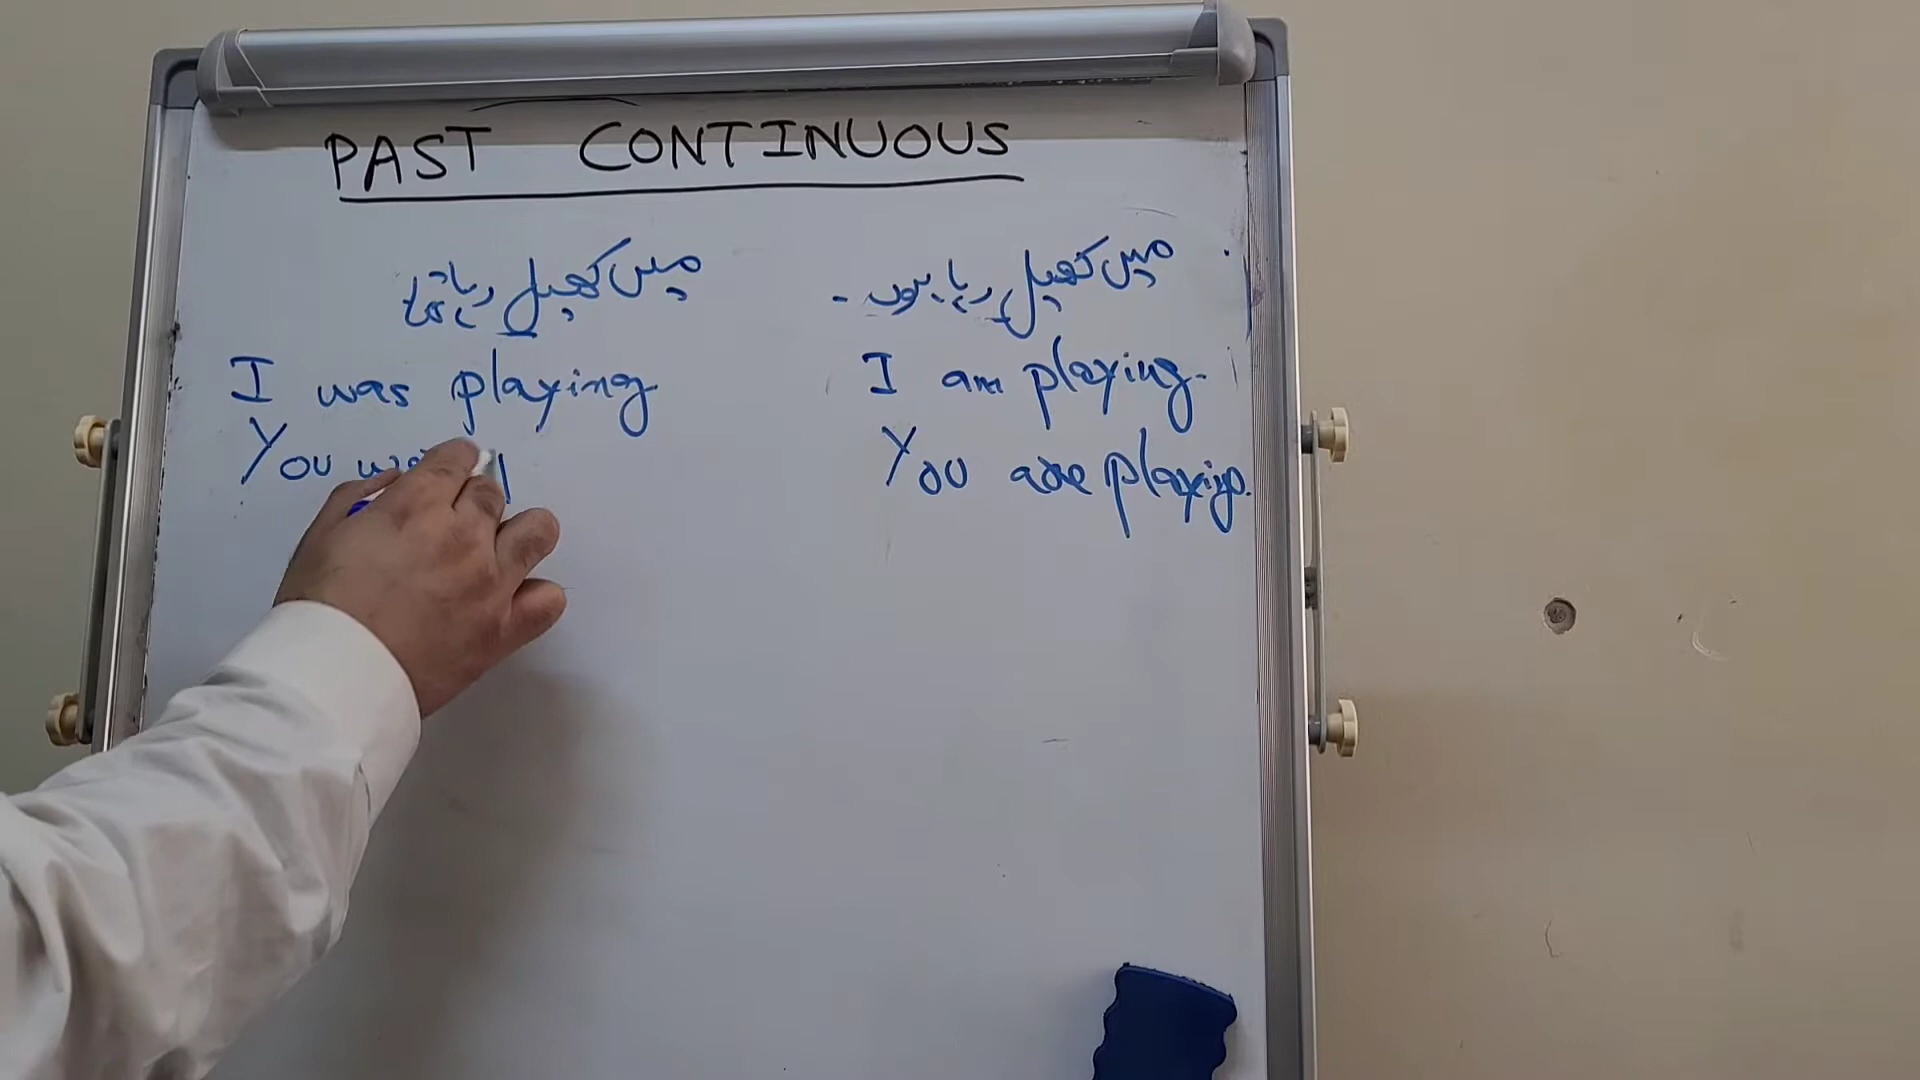 PAST CONTINUOUS
میں کھیل رہا تھا
میں کھیل رہا ہوں -
I was playing
I am playing.
You
You are playing.